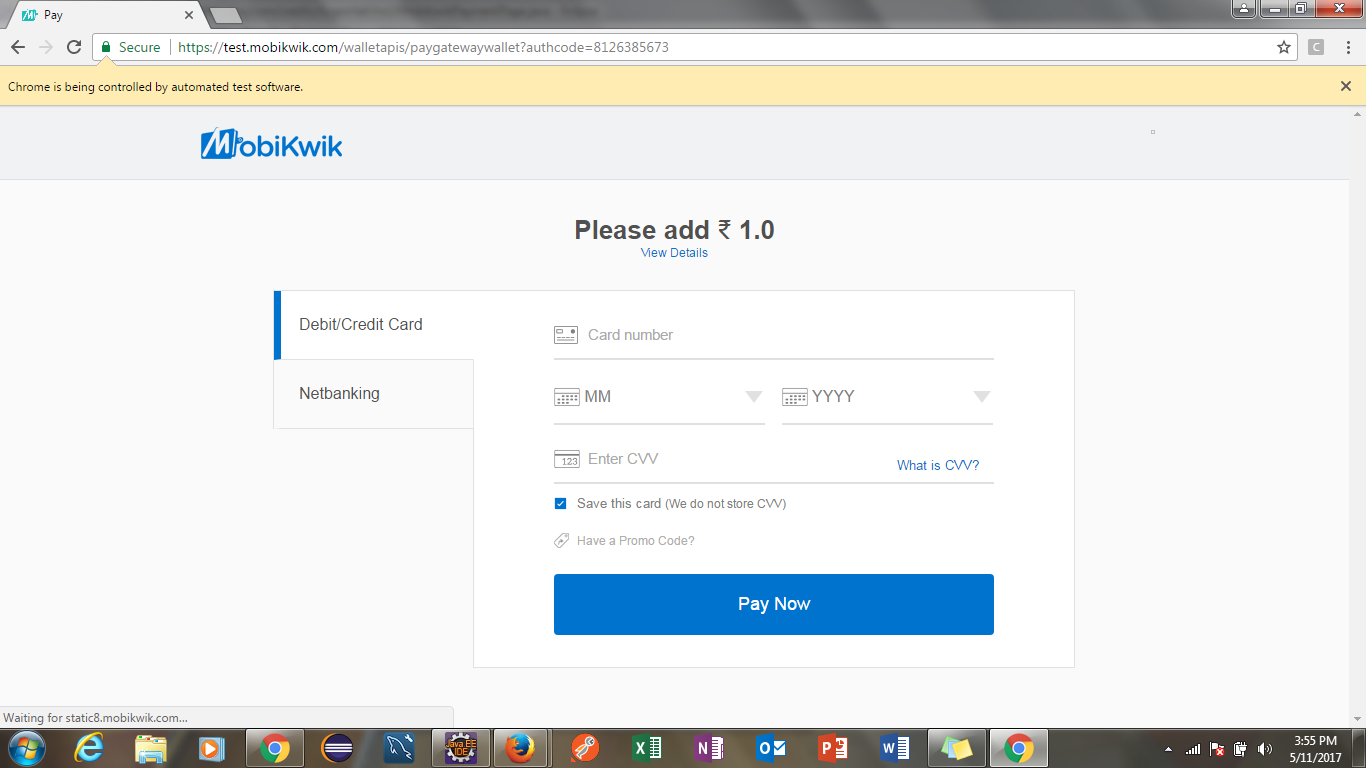 Pay
Secure
https://test.mobikwik.com/walletapis/paygatewaywallet?authcode=8126385673
C
Chrome is being controlled by automated test software.
MobiKwik
Please add ₹ 1.0
View Details
Debit/Credit Card
Netbanking
Card number
MM
YYYY
123
Enter CVV
What is CVV?
Save this card (We do not store CVV)
Have a Promo Code?
Pay Now
Waiting for static8.mobikwik.com...
Java EE
IDE
3:55 PM
5/11/2017